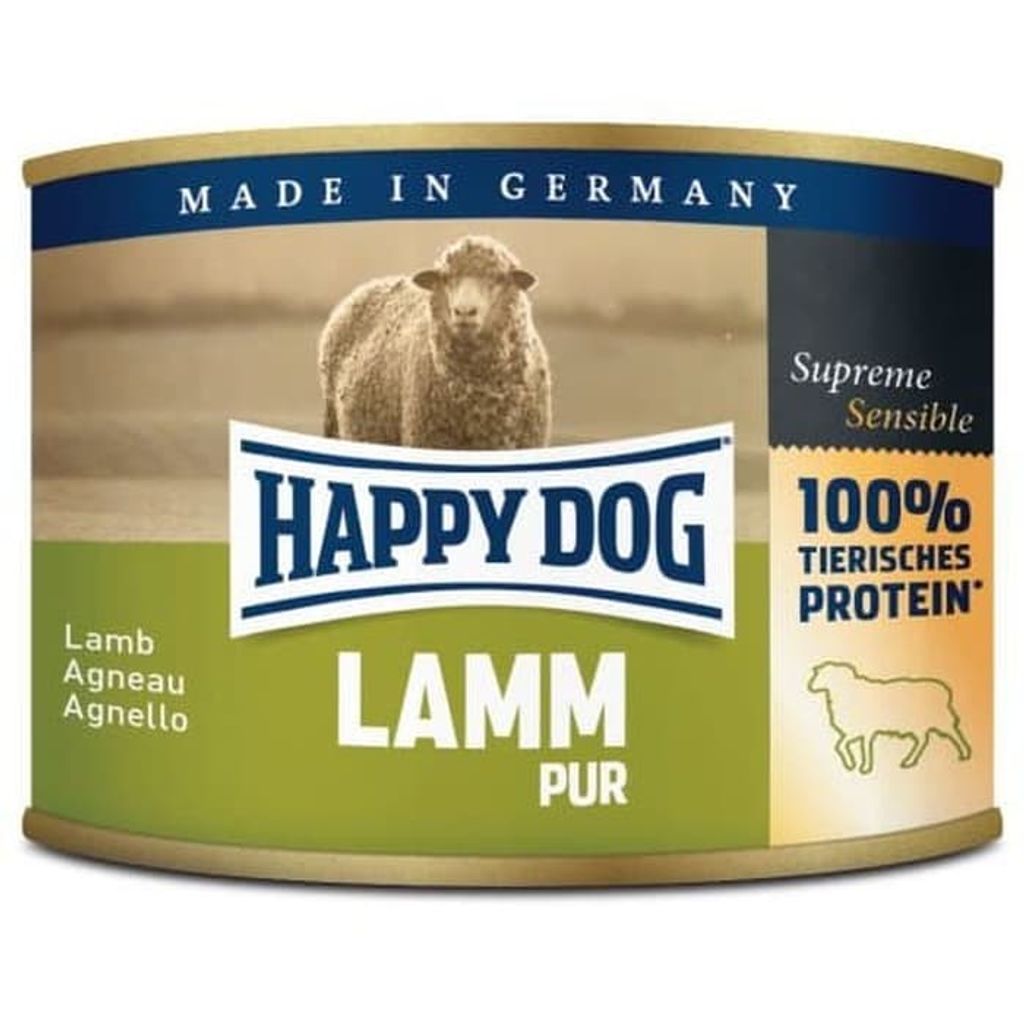 MADE IN GERMANY
Supreme
Sensible
HAPPY DOG
100%
TIERISCHES
PROTEIN*
Lamb
Agneau
Agnello
LAMM
PUR